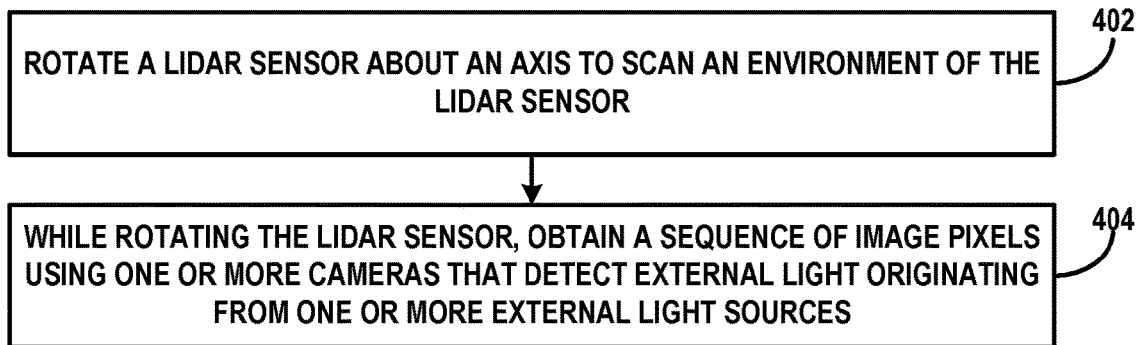 402
ROTATE A LIDAR SENSOR ABOUT AN AXIS TO SCAN AN ENVIRONMENT OF THE
LIDAR SENSOR
404
WHILE ROTATING THE LIDAR SENSOR, OBTAIN A SEQUENCE OF IMAGE PIXELS
USING ONE OR MORE CAMERAS THAT DETECT EXTERNAL LIGHT ORIGINATING
FROM ONE OR MORE EXTERNAL LIGHT SOURCES